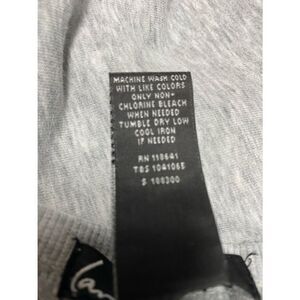 MACHINE WASH COLD
WITH LIKE COLORS
ONLY NON-
CHLORINE BLEACH
WHEN NEEDED
TUMBLE DRY LOW
COOL IRON
IF NEEDED
RN 118641